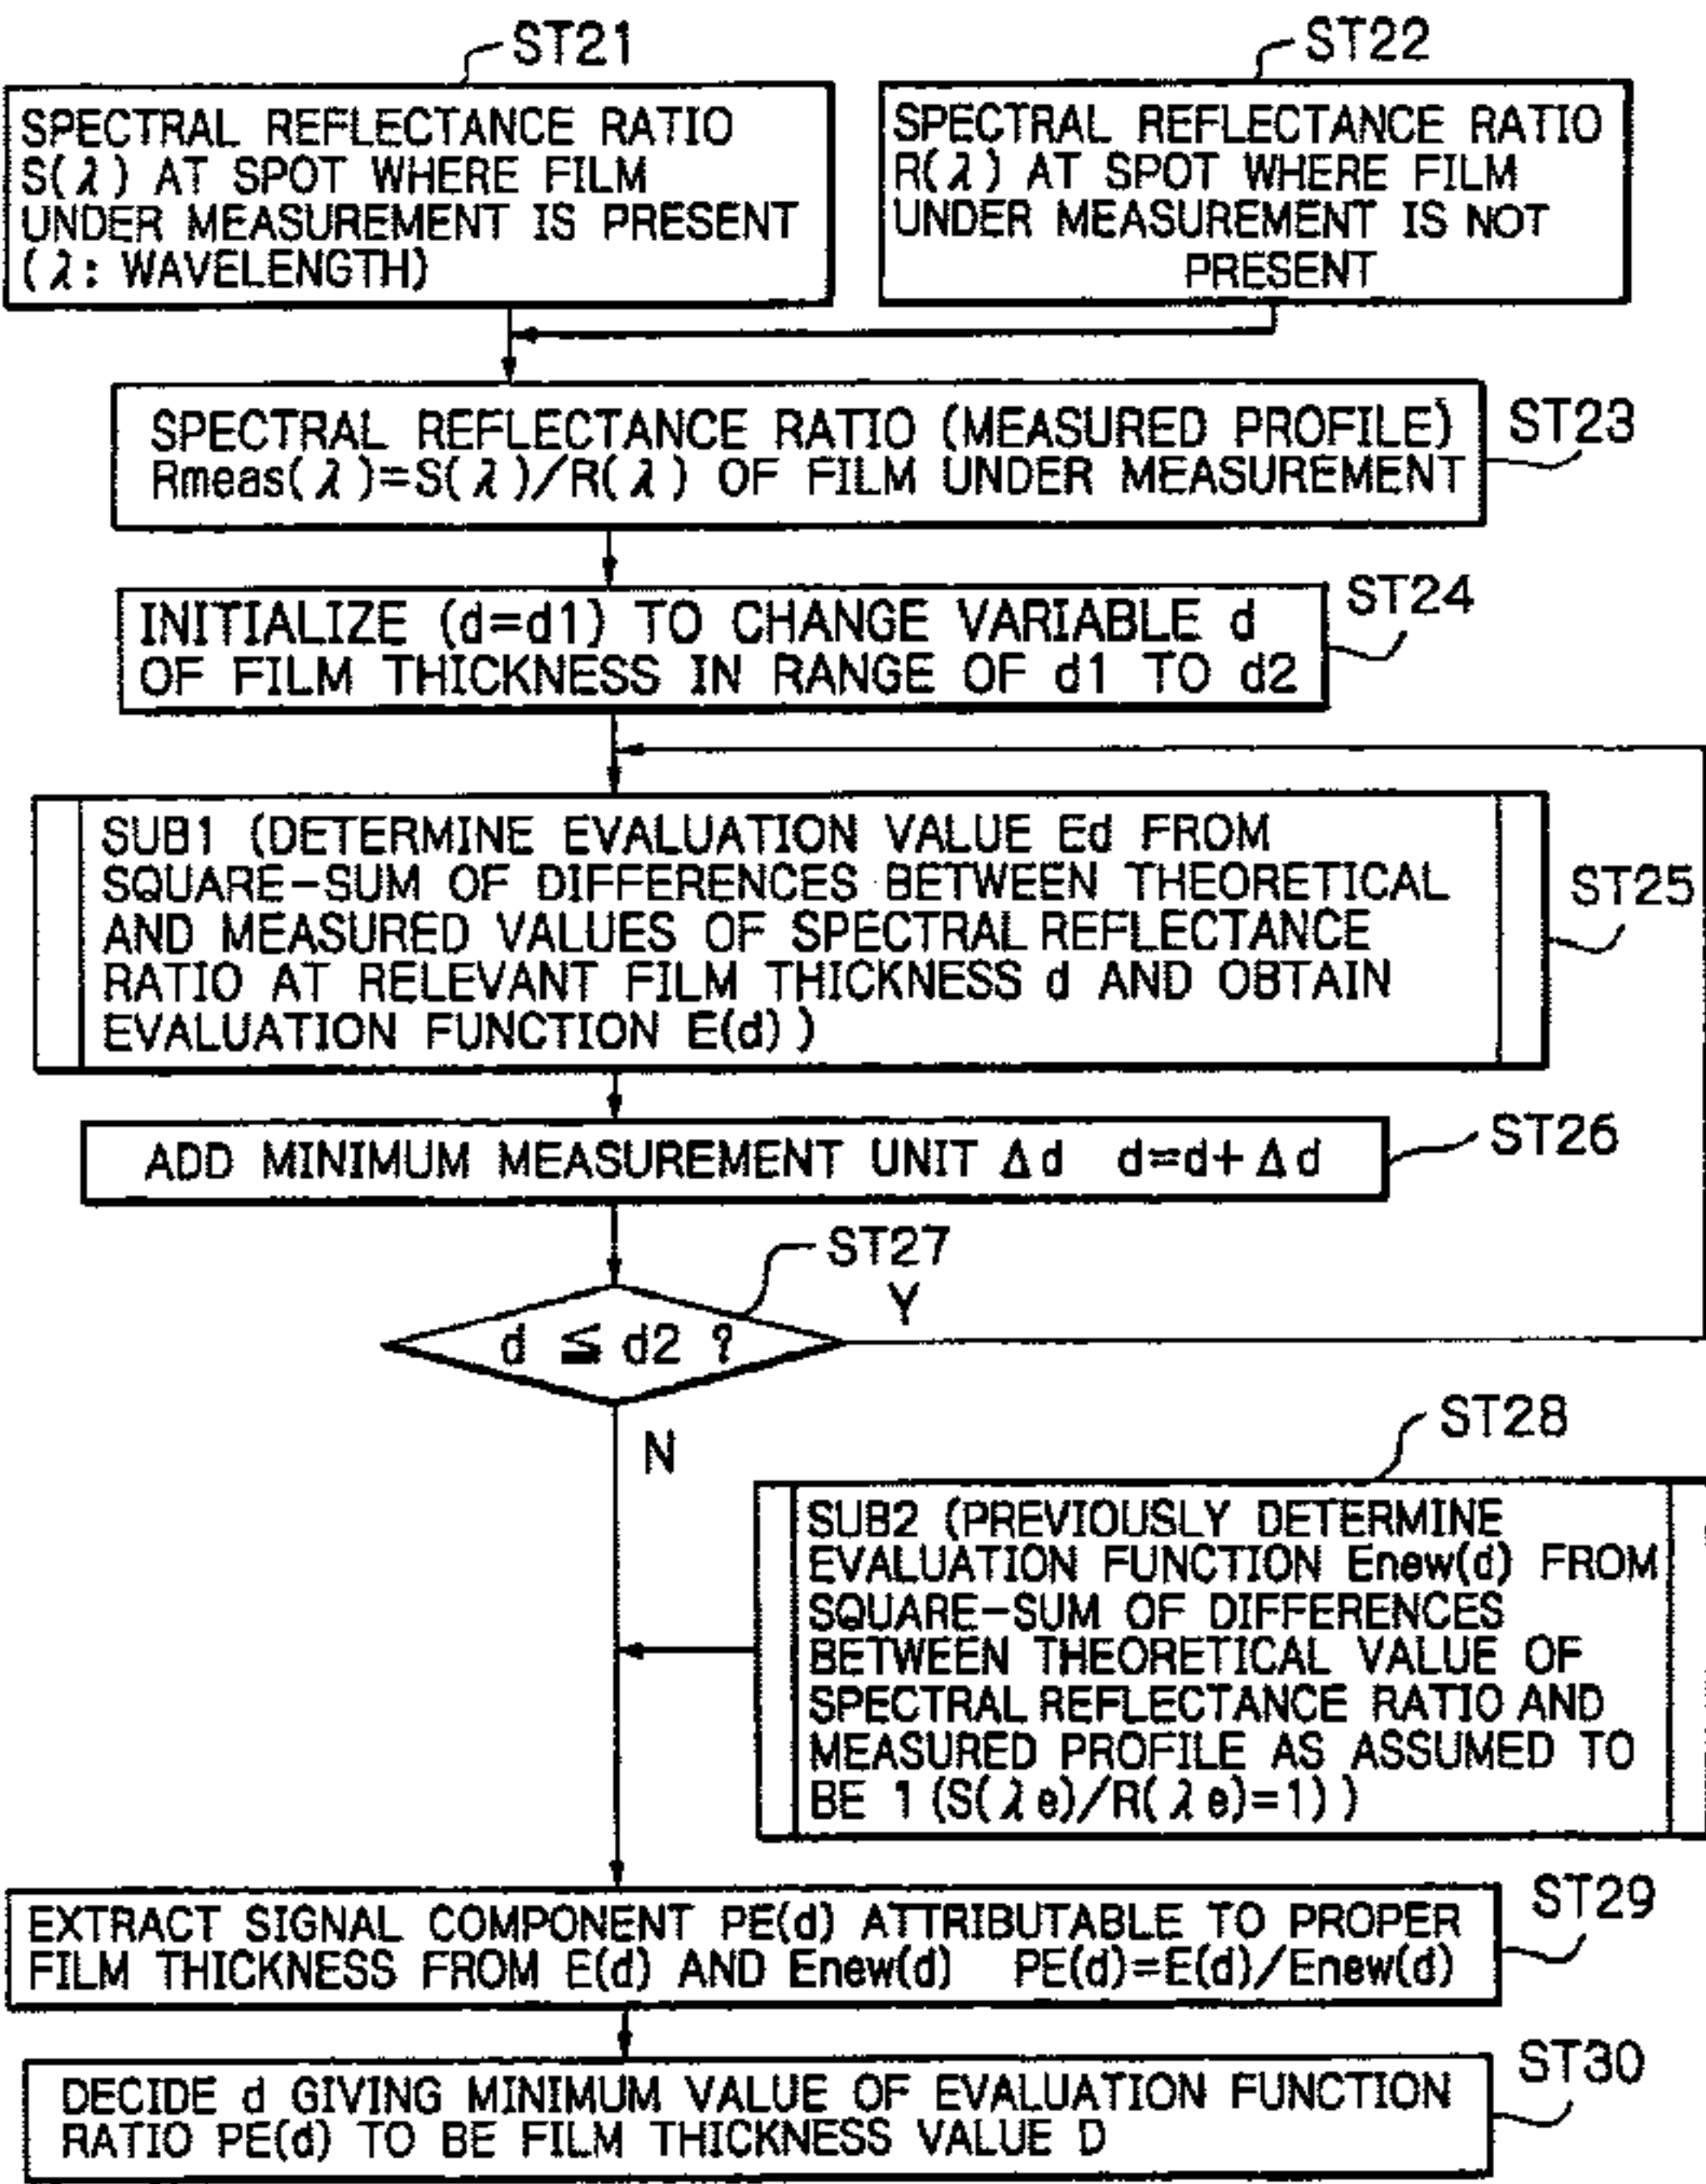 ST21
SPECTRAL REFLECTANCE RATIO
S(λ) AT SPOT WHERE FILM
UNDER MEASUREMENT IS PRESENT
(λ: WAVELENGTH)
ST22
SPECTRAL REFLECTANCE RATIO
R(λ) AT SPOT WHERE FILM
UNDER MEASUREMENT IS NOT
PRESENT
ST23
SPECTRAL REFLECTANCE RATIO (MEASURED PROFILE)
Rmeas(λ)=S(λ)/R(λ) OF FILM UNDER MEASUREMENT
ST24
INITIALIZE (d=d1) TO CHANGE VARIABLE d
OF FILM THICKNESS IN RANGE OF d1 TO d2
ST25
SUB1 (DETERMINE EVALUATION VALUE Ed FROM
SQUARE-SUM OF DIFFERENCES BETWEEN THEORETICAL
AND MEASURED VALUES OF SPECTRAL REFLECTANCE
RATIO AT RELEVANT FILM THICKNESS d AND OBTAIN
EVALUATION FUNCTION E(d))
ST26
ADD MINIMUM MEASUREMENT UNIT Δd d=d+Δd
ST27
Y
d ≦ d2 ?
N
ST28
SUB2 (PREVIOUSLY DETERMINE
EVALUATION FUNCTION Enew(d) FROM
SQUARE-SUM OF DIFFERENCES
BETWEEN THEORETICAL VALUE OF
SPECTRAL REFLECTANCE RATIO AND
MEASURED PROFILE AS ASSUMED TO
BE 1 (S(λe)/R(λe)=1))
ST29
EXTRACT SIGNAL COMPONENT PE(d) ATTRIBUTABLE TO PROPER
FILM THICKNESS FROM E(d) AND Enew(d) PE(d)=E(d)/Enew(d)
ST30
DECIDE d GIVING MINIMUM VALUE OF EVALUATION FUNCTION
RATIO PE(d) TO BE FILM THICKNESS VALUE D